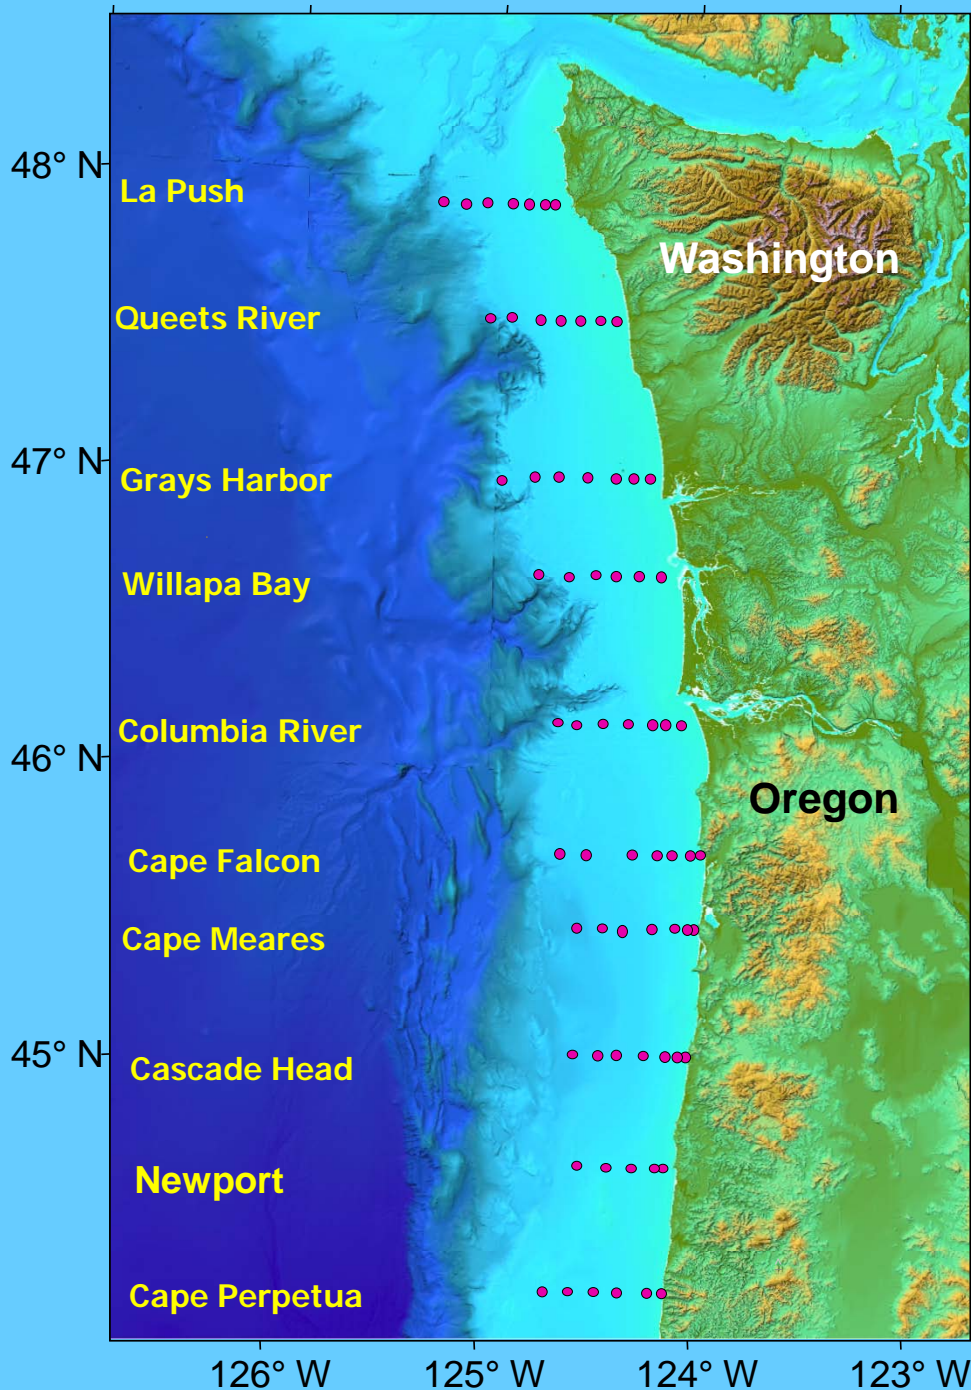 48° N
La Push
Washington
Queets River
47° N
Grays Harbor
Willapa Bay
Columbia River
46° N
Oregon
Cape Falcon
Cape Meares
45° N
Cascade Head
Newport
Cape Perpetua
126° W 125° W 124° W 123° W